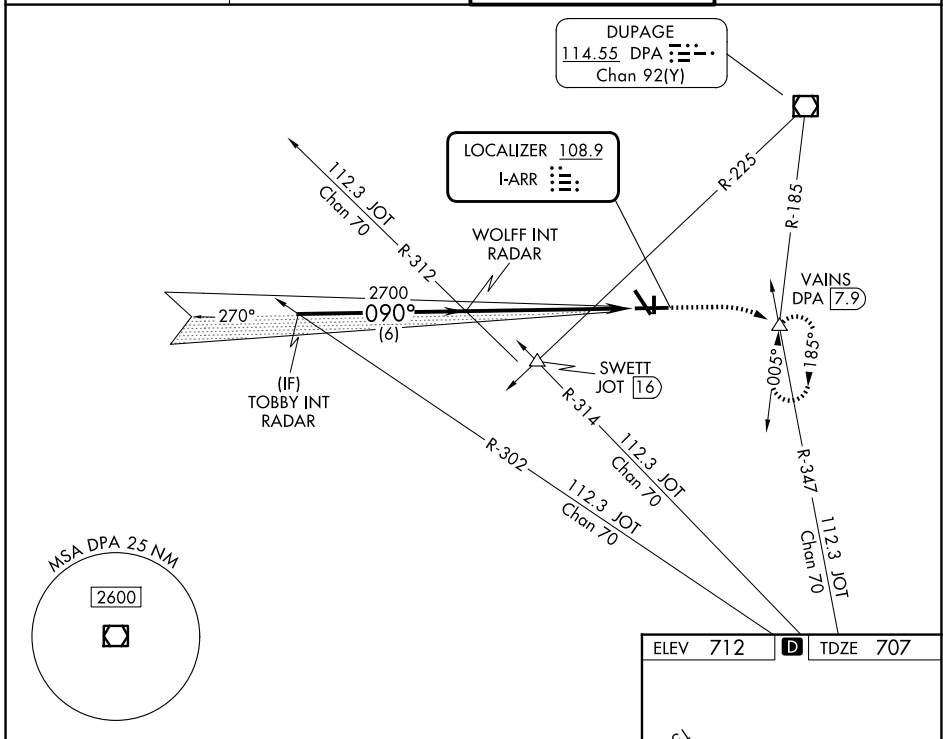 DUPAGE
114.55 DPA
Chan 92(Y)
LOCALIZER 108.9
I-ARR
112.3 JOT
Chan 70
R-312
WOLFF INT
RADAR
R-225
R-185
VAINS
DPA 7.9
270°
2700
090°
(6)
(IF)
TOBBY INT
RADAR
SWETT
JOT 16
005°
185°
R-314
112.3 JOT
Chan 70
R-302
112.3 JOT
Chan 70
R-347
112.3 JOT
Chan 70
MSA DPA 25 NM
2600
ELEV 712 D TDZE 707